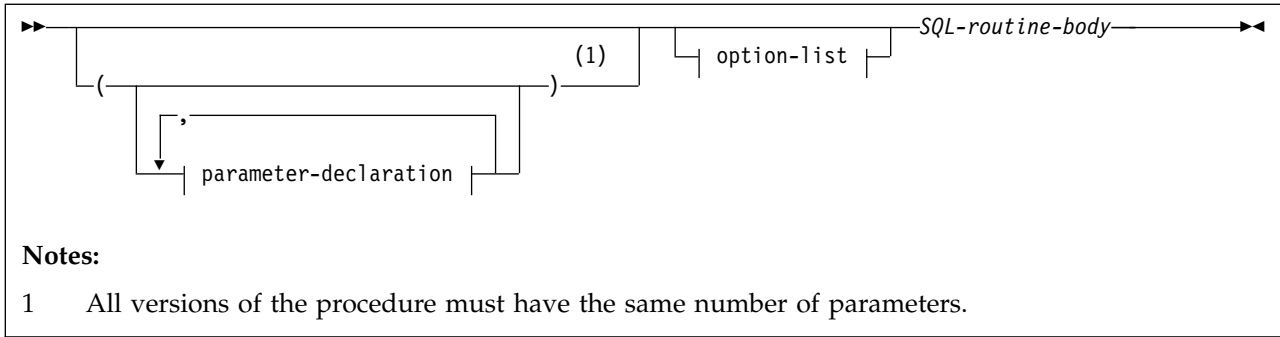 SQL-routine-body
(1)
option-list
( )
,
parameter-declaration
Notes:
1 All versions of the procedure must have the same number of parameters.